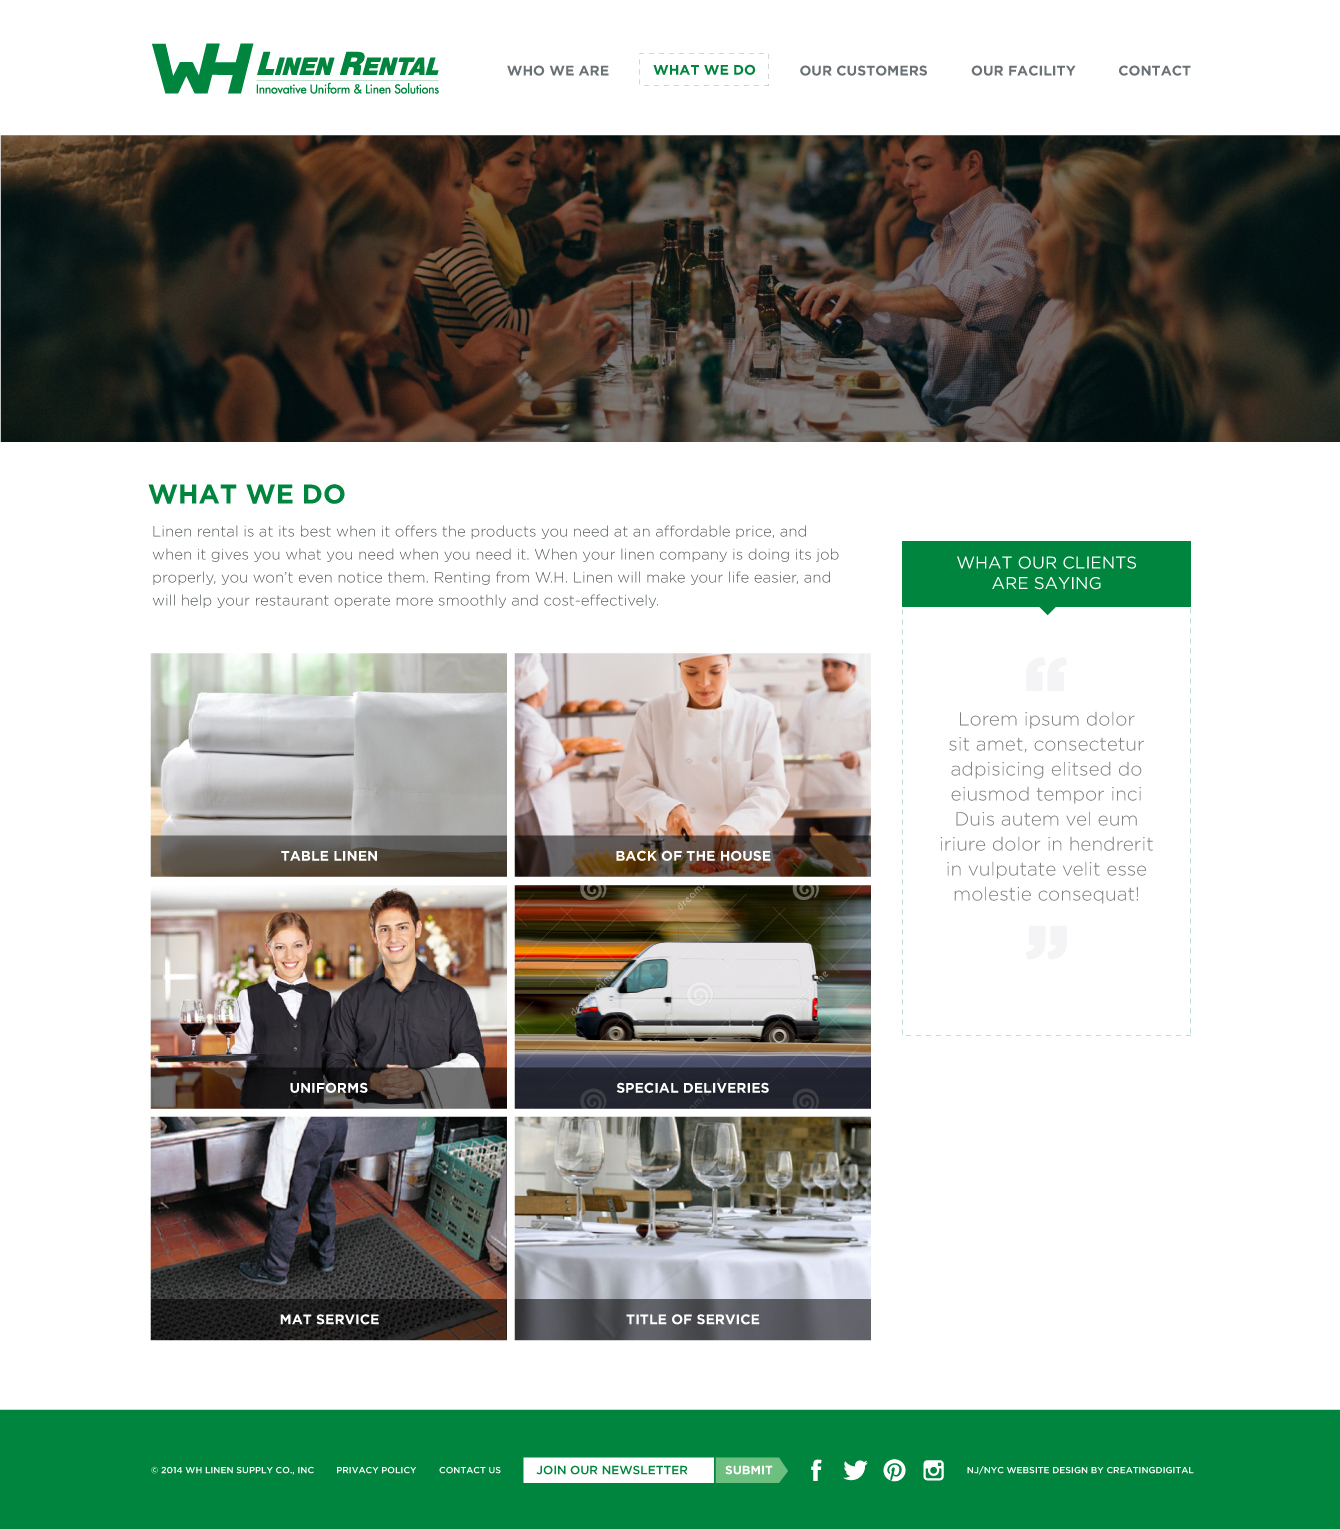 WH LINEN RENTAL
Innovative Uniform & Linen Solutions
WHO WE ARE
WHAT WE DO
OUR CUSTOMERS
OUR FACILITY
CONTACT
WHAT WE DO
Linen rental is at its best when it offers the products you need at an affordable price, and
when it gives you what you need when you need it. When your linen company is doing its job
properly, you won't even notice them. Renting from W.H. Linen will make your life easier, and
will help your restaurant operate more smoothly and cost-effectively.
WHAT OUR CLIENTS
ARE SAYING
“
Lorem ipsum dolor
sit amet, consectetur
adpisicing elitsed do
eiusmod tempor inci
Duis autem vel eum
iriure dolor in hendrerit
in vulputate velit esse
molestie consequat!
”
TABLE LINEN
BACK OF THE HOUSE
UNIFORMS
SPECIAL DELIVERIES
MAT SERVICE
TITLE OF SERVICE
© 2014 WH LINEN SUPPLY CO., INC
PRIVACY POLICY
CONTACT US
JOIN OUR NEWSLETTER
SUBMIT
NJ/NYC WEBSITE DESIGN BY CREATINGDIGITAL